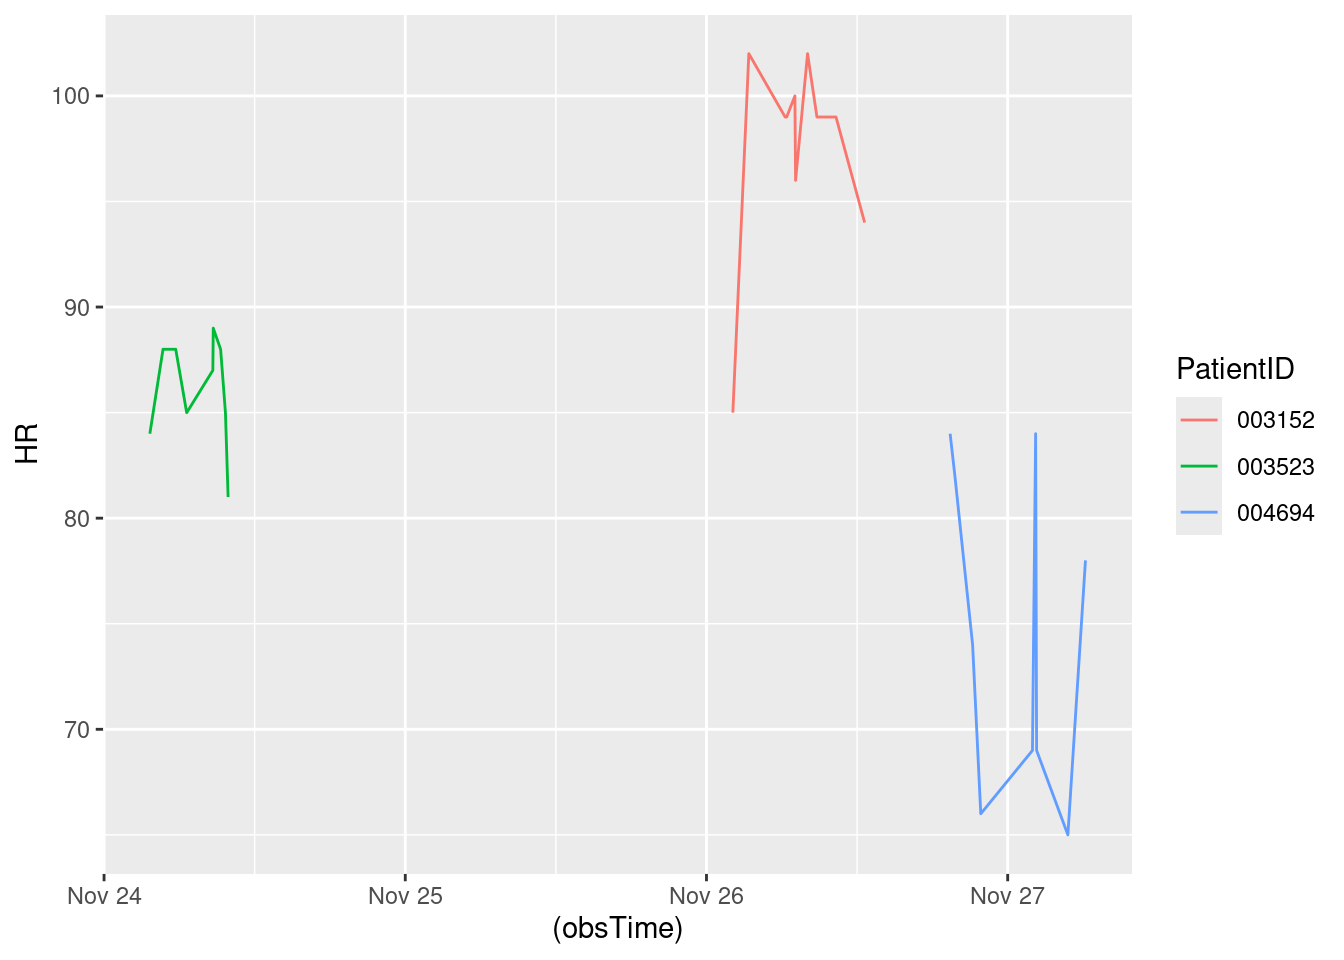 100
90
80
70
HR
Nov 24
Nov 25
Nov 26
Nov 27
(obsTime)
PatientID
003152
003523
004694